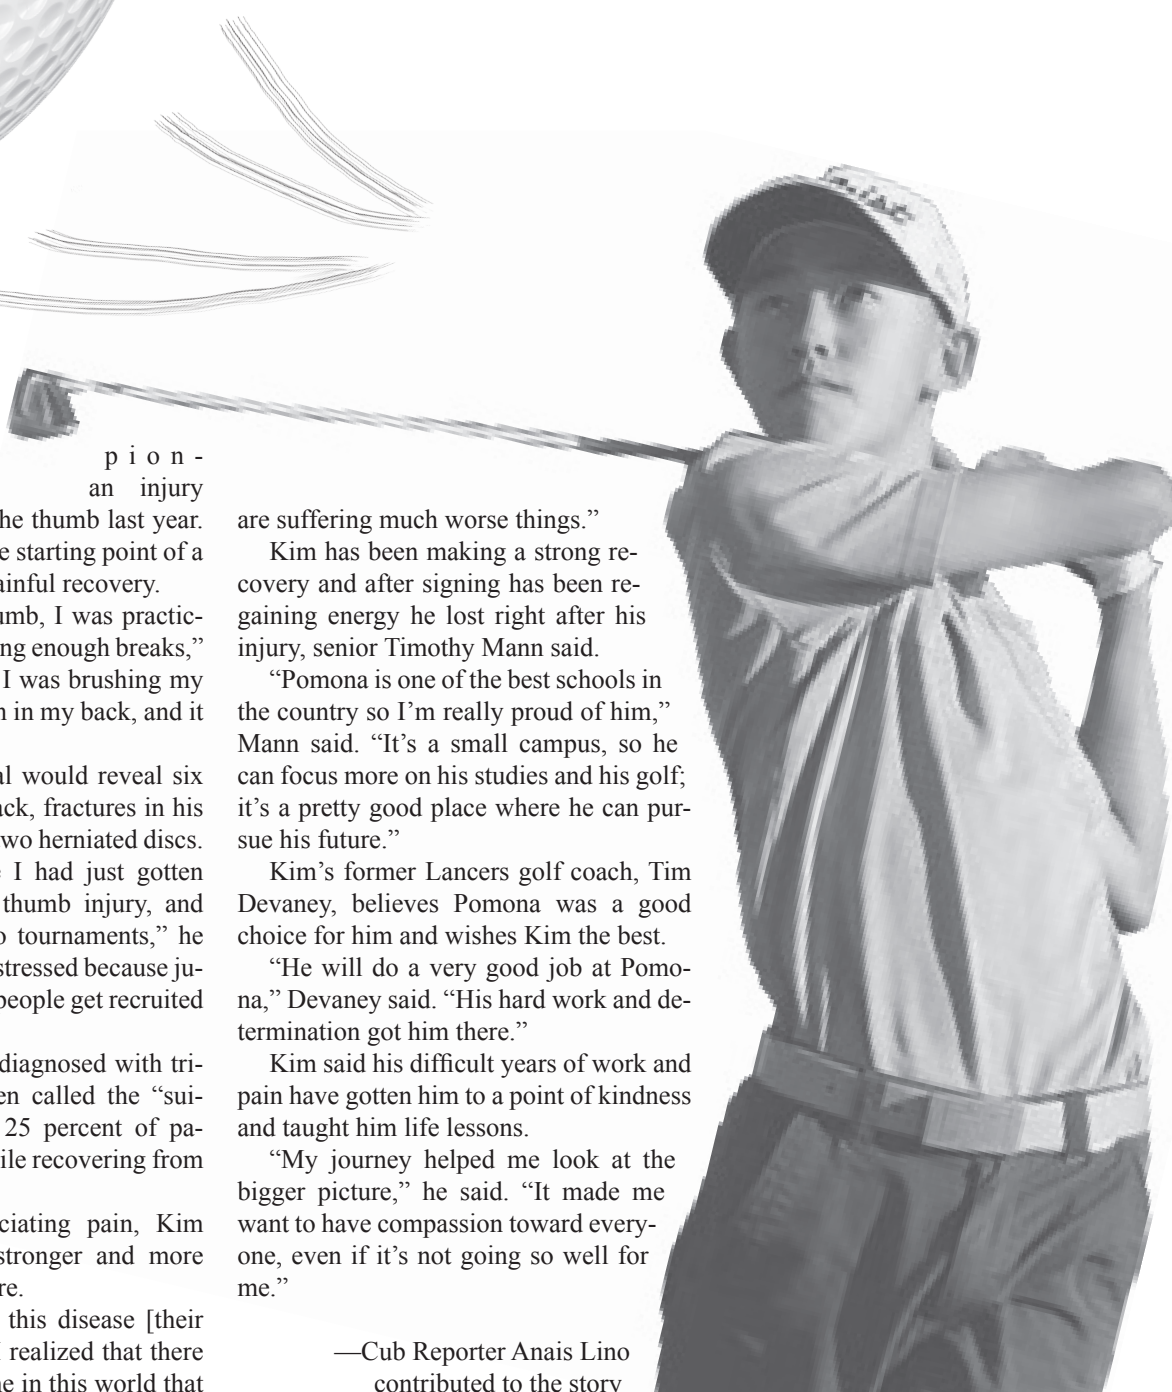 pion-
an injury
he thumb last year.
e starting point of a
ainful recovery.
umb, I was practic-
ng enough breaks,”
I was brushing my
n in my back, and it
al would reveal six
ack, fractures in his
wo herniated discs.
e I had just gotten
thumb injury, and
o tournaments,” he
stressed because ju-
people get recruited
diagnosed with tri-
en called the “sui-
25 percent of pa-
ile recovering from
ciating pain, Kim
stronger and more
re.
this disease [their
I realized that there
ne in this world that
are suffering much worse things.”
Kim has been making a strong re-
covery and after signing has been re-
gaining energy he lost right after his
injury, senior Timothy Mann said.
“Pomona is one of the best schools in
the country so I’m really proud of him,”
Mann said. “It’s a small campus, so he
can focus more on his studies and his golf;
it’s a pretty good place where he can pur-
sue his future.”
Kim’s former Lancers golf coach, Tim
Devaney, believes Pomona was a good
choice for him and wishes Kim the best.
“He will do a very good job at Pomo-
na,” Devaney said. “His hard work and de-
termination got him there.”
Kim said his difficult years of work and
pain have gotten him to a point of kindness
and taught him life lessons.
“My journey helped me look at the
bigger picture,” he said. “It made me
want to have compassion toward every-
one, even if it’s not going so well for
me.”
—Cub Reporter Anais Lino
contributed to the story